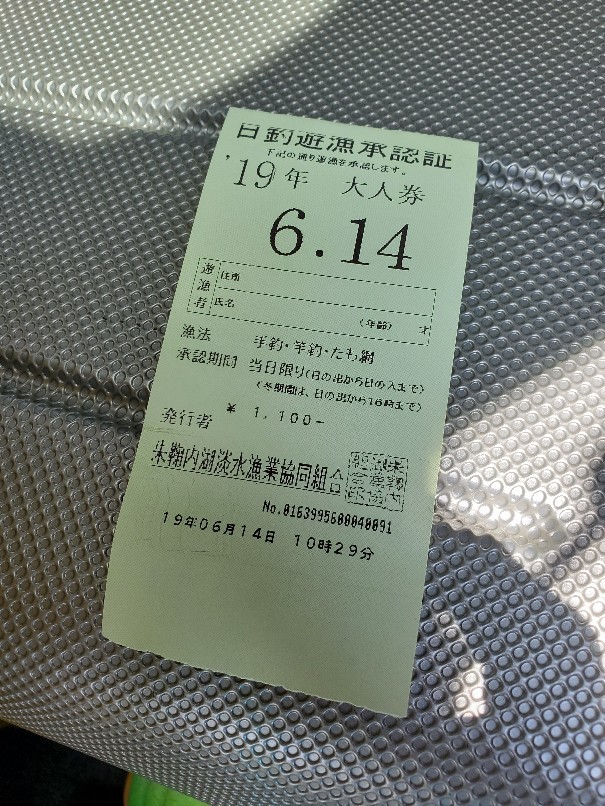 日釣遊漁承認証
下記の通り遊漁を承認します。
'19年 大人券
6.14
遊漁者
住所
氏名
(年齢) 才
漁法 手釣・竿釣・たも網
承認期間 当日限り(日の出から日の入まで)
(冬期間は、日の出から16時まで)
¥ 1,100-
発行者
朱鞠内湖淡水漁業協同組合
No.0163995600040091
19年06月14日 10時29分